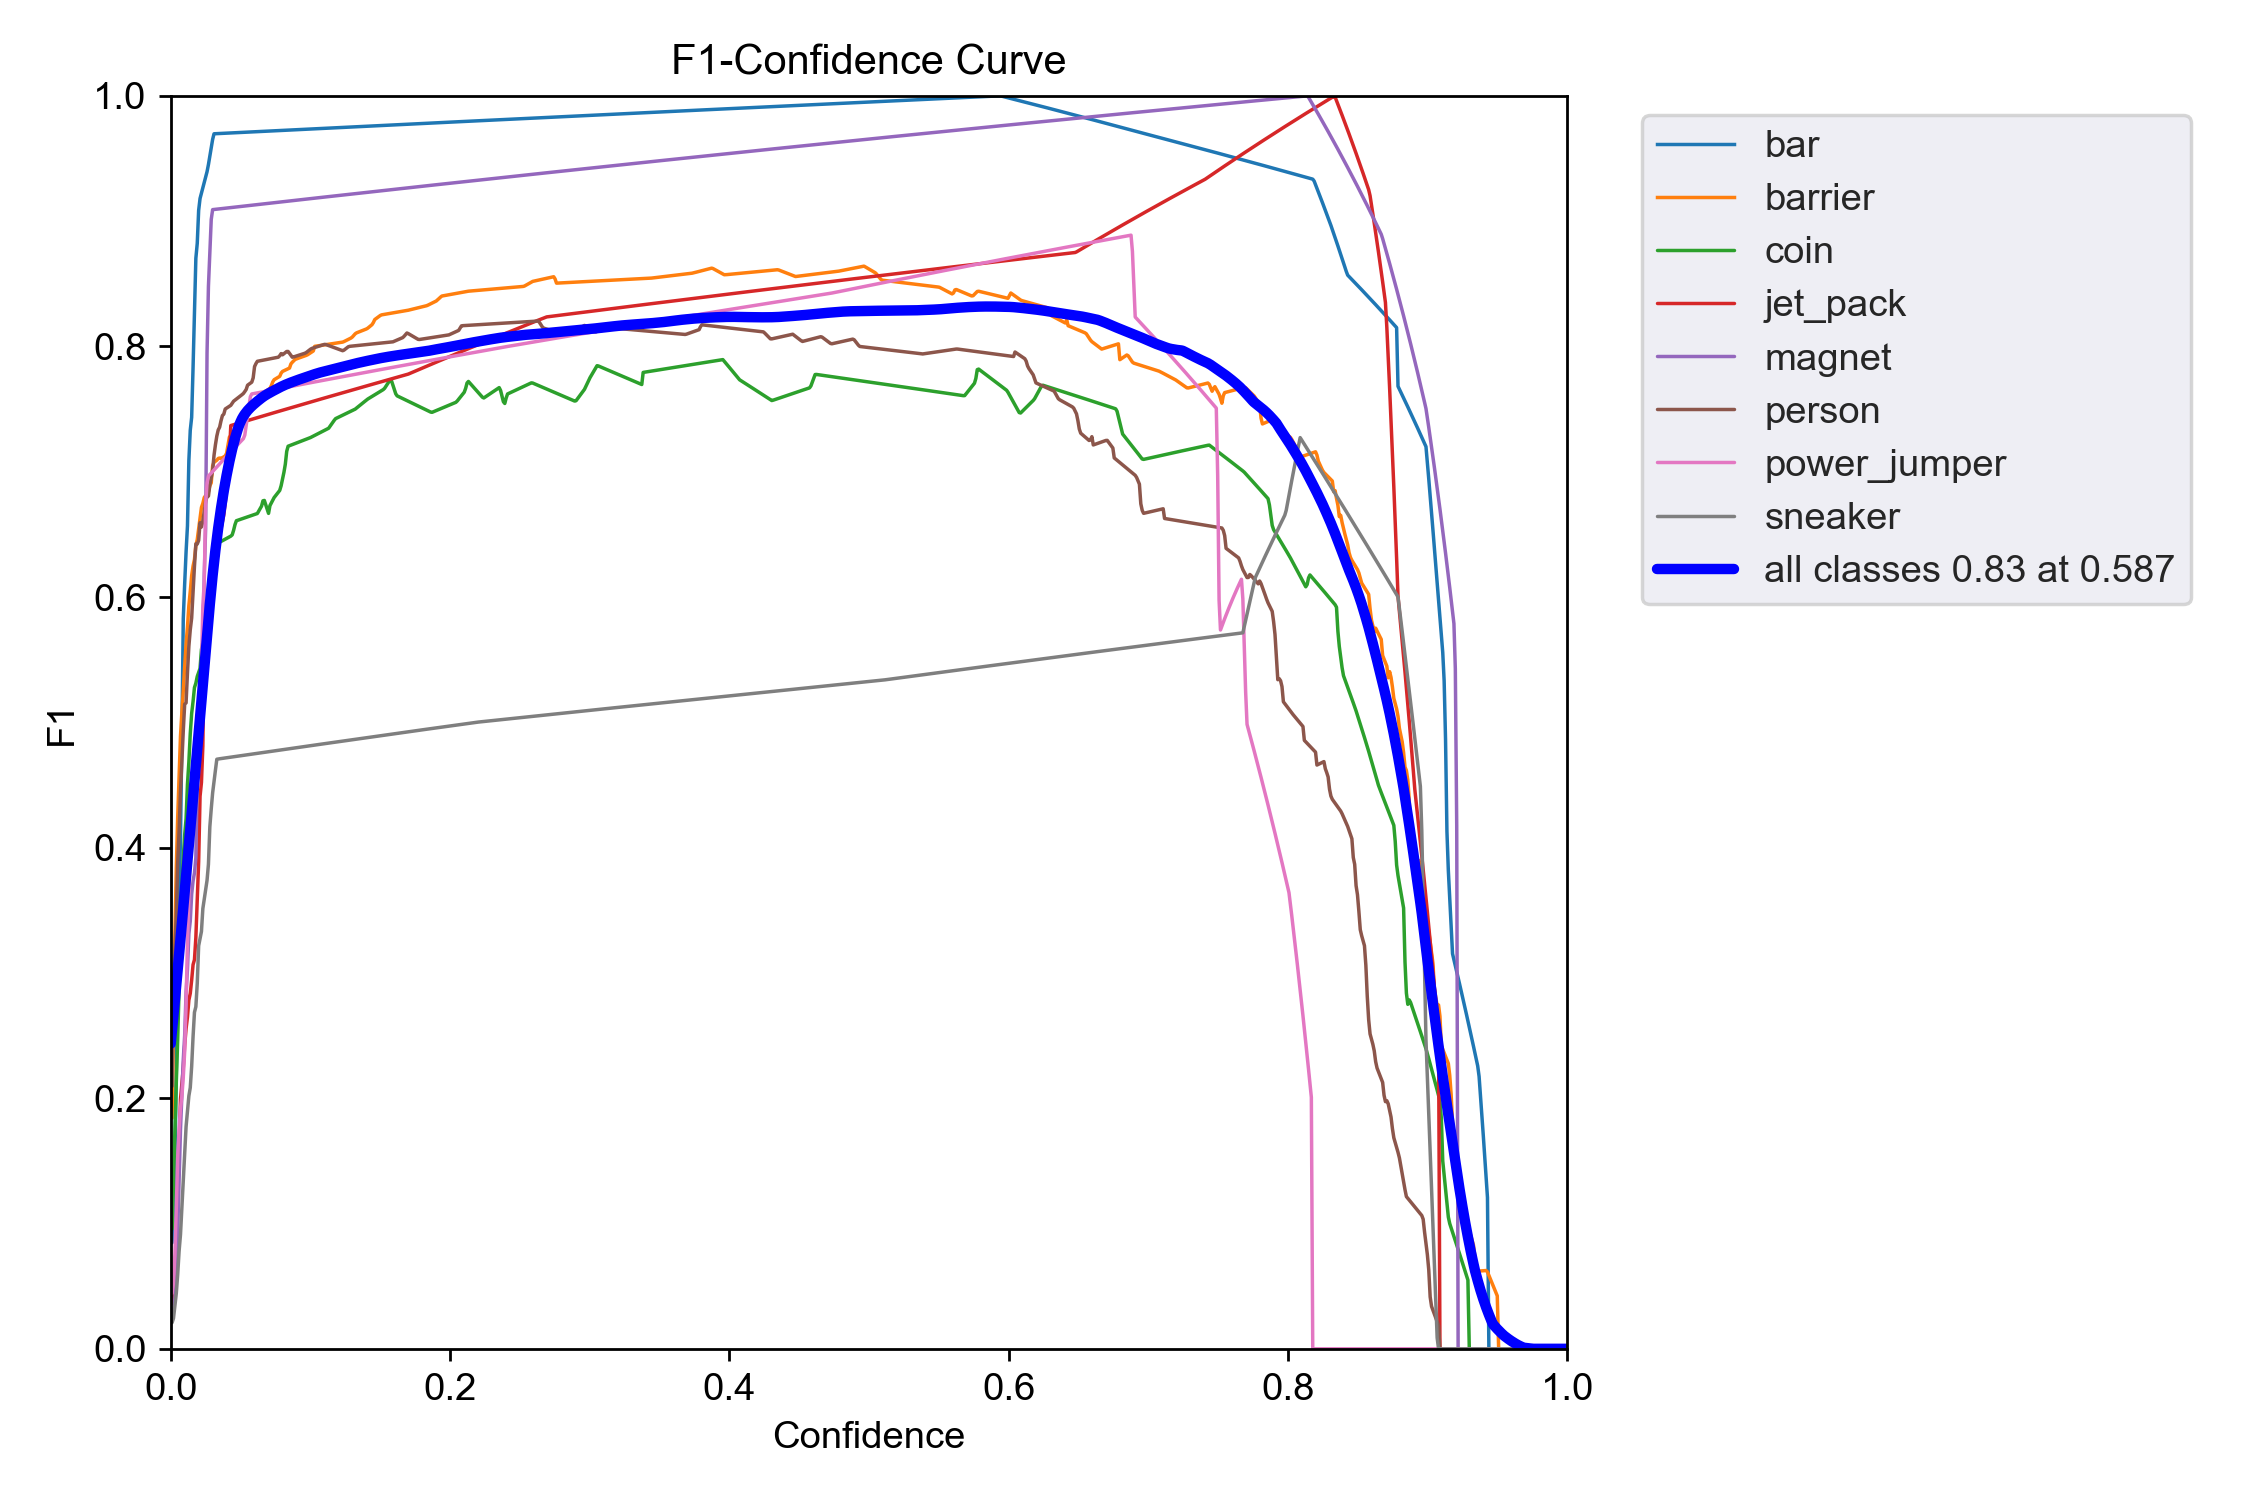 F1-Confidence Curve
1.0
0.8
0.6
0.4
0.2
0.0
F1
0.0 0.2 0.4 0.6 0.8 1.0
Confidence
bar
barrier
coin
jet_pack
magnet
person
power_jumper
sneaker
all classes 0.83 at 0.587